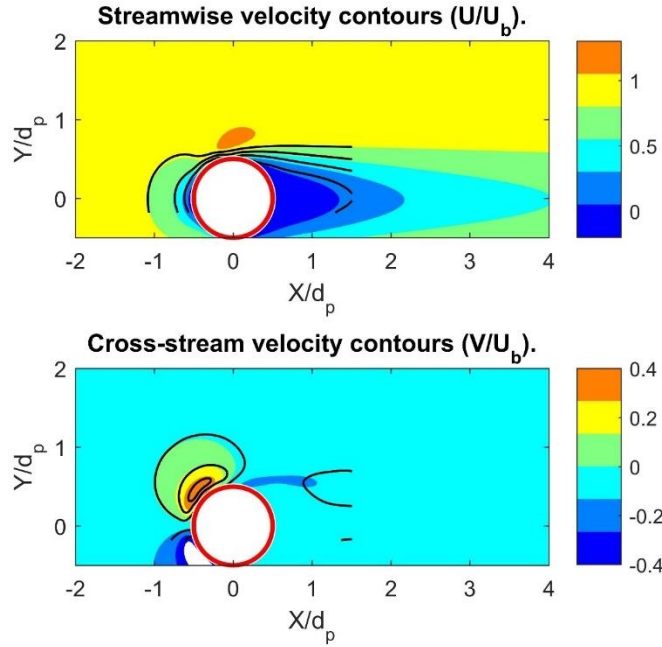 Streamwise velocity contours (U/U_b).
2
1
0
Y/d_p
-2 -1 0 1 2 3 4
X/d_p
1
0.5
0
Cross-stream velocity contours (V/U_b).
2
1
0
Y/d_p
-2 -1 0 1 2 3 4
X/d_p
0.4
0.2
0
-0.2
-0.4